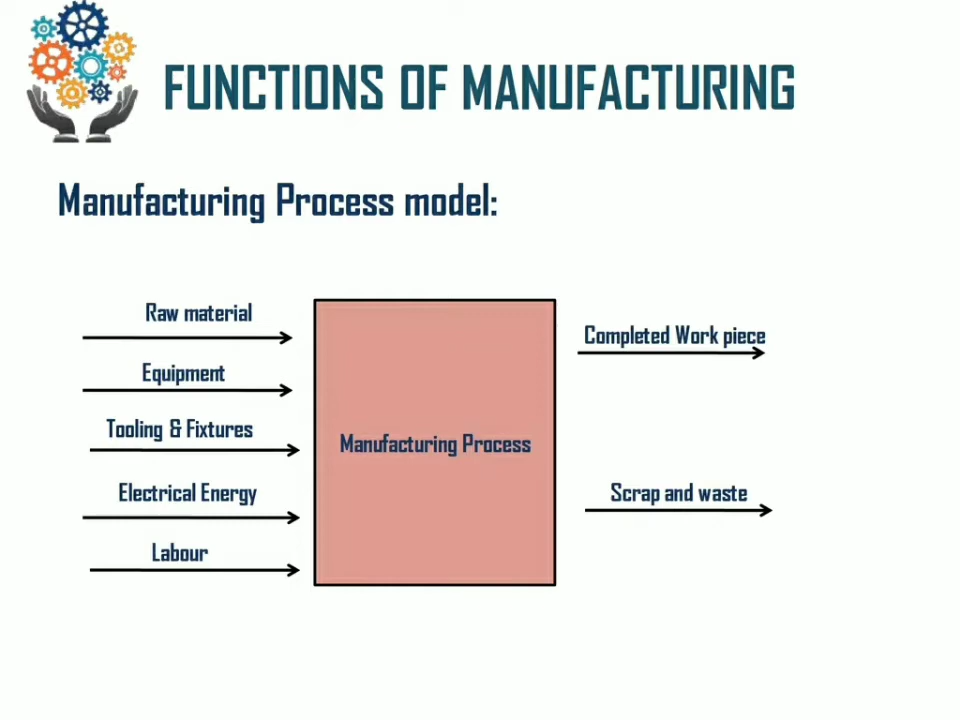 FUNCTIONS OF MANUFACTURING
Manufacturing Process model:
Raw material
Equipment
Tooling & Fixtures
Electrical Energy
Labour
Manufacturing Process
Completed Work piece
Scrap and waste